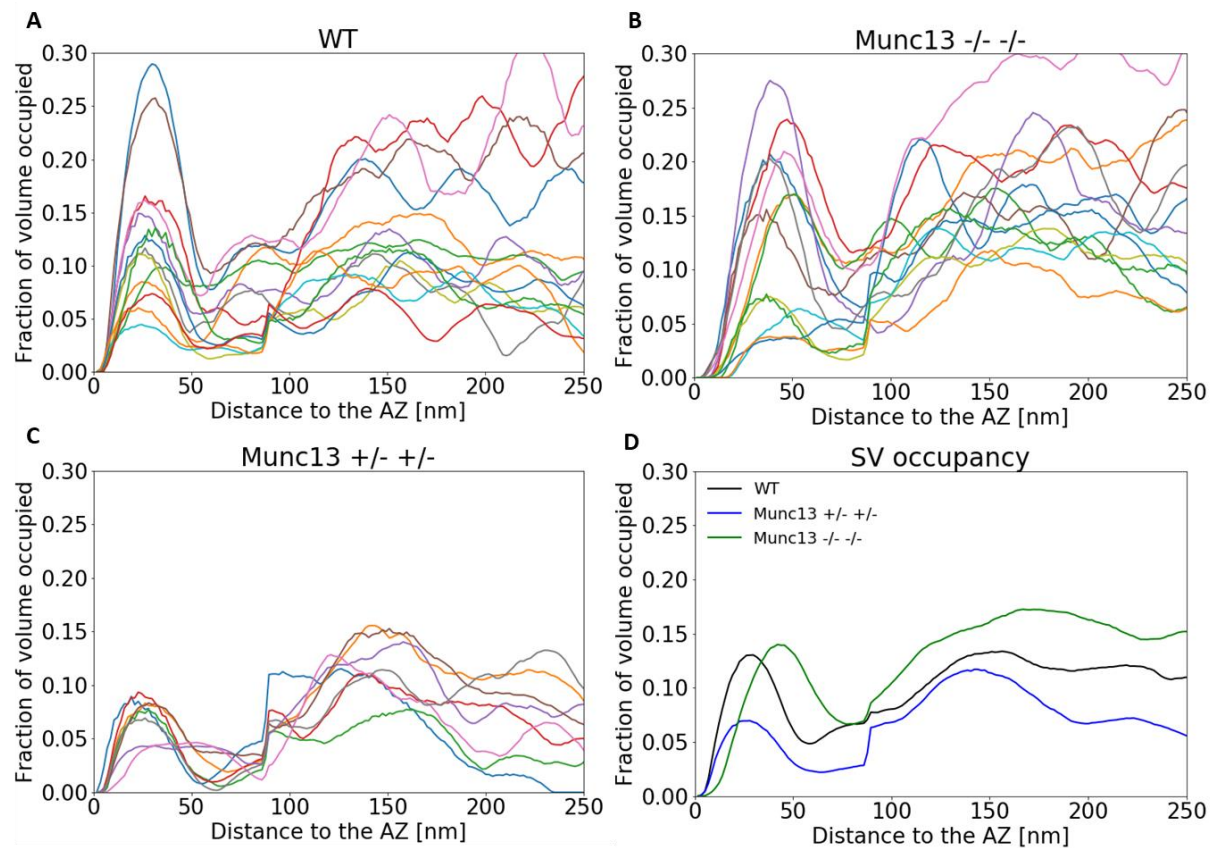 A
WT
Fraction of volume occupied
0.30
0.25
0.20
0.15
0.10
0.05
0.00
0 50 100 150 200 250
Distance to the AZ [nm]
B
Munc13 -/- -/-
Fraction of volume occupied
0.30
0.25
0.20
0.15
0.10
0.05
0.00
0 50 100 150 200 250
Distance to the AZ [nm]
C
Munc13 +/- +/-
Fraction of volume occupied
0.30
0.25
0.20
0.15
0.10
0.05
0.00
0 50 100 150 200 250
Distance to the AZ [nm]
D
SV occupancy
Fraction of volume occupied
0.30
0.25
0.20
0.15
0.10
0.05
0.00
WT
Munc13 +/- +/-
Munc13 -/- -/-
0 50 100 150 200 250
Distance to the AZ [nm]